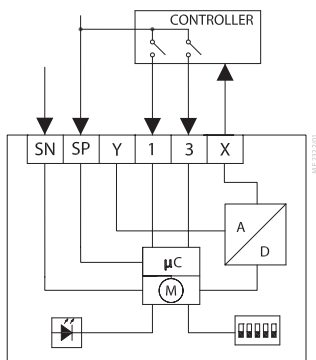 CONTROLLER
SN SP Y 1 3 X
A
D
μC
M